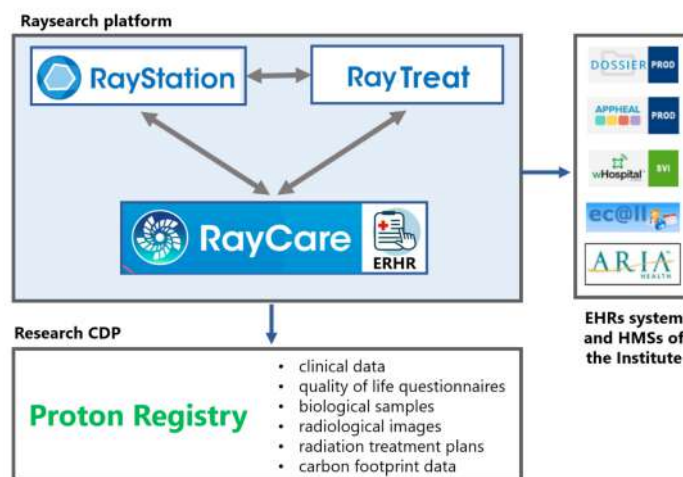 Raysearch platform
RayStation
RayTreat
RayCare
ERHR
DOSSIER PROD
APPHEAL PROD
wHospital SVI
ec@ll
ARIA
HEALTH
EHRs system
and HMSs of
the Institute
Research CDP
Proton Registry
• clinical data
• quality of life questionnaires
• biological samples
• radiological images
• radiation treatment plans
• carbon footprint data